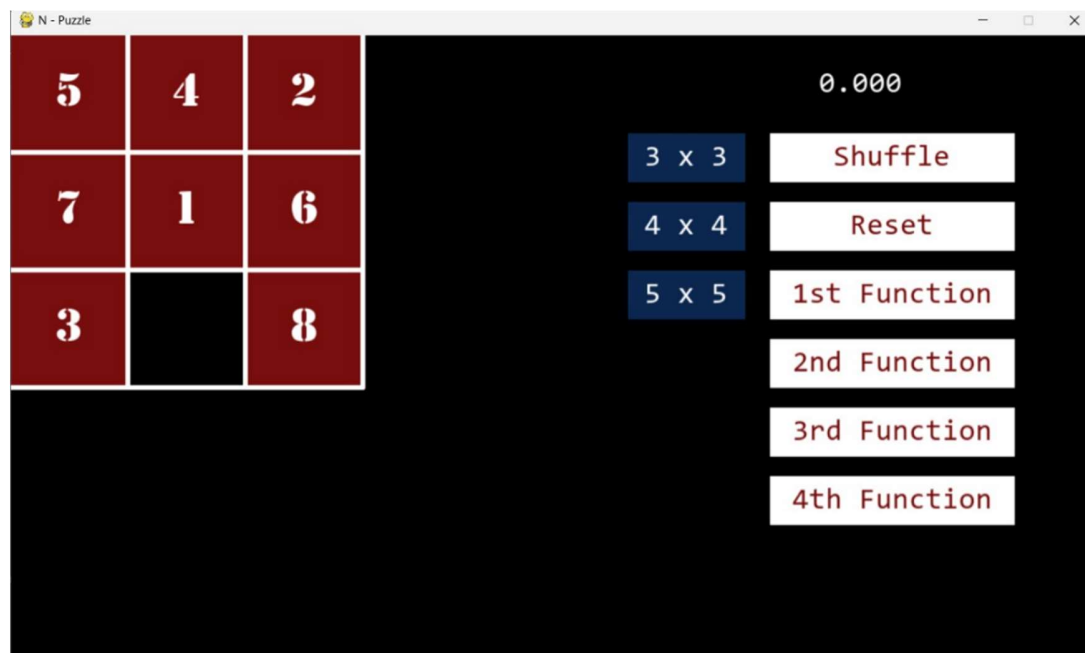 N - Puzzle
5 4 2
7 1 6
3 8
0.000
3 x 3 Shuffle
4 x 4 Reset
5 x 5 1st Function
2nd Function
3rd Function
4th Function